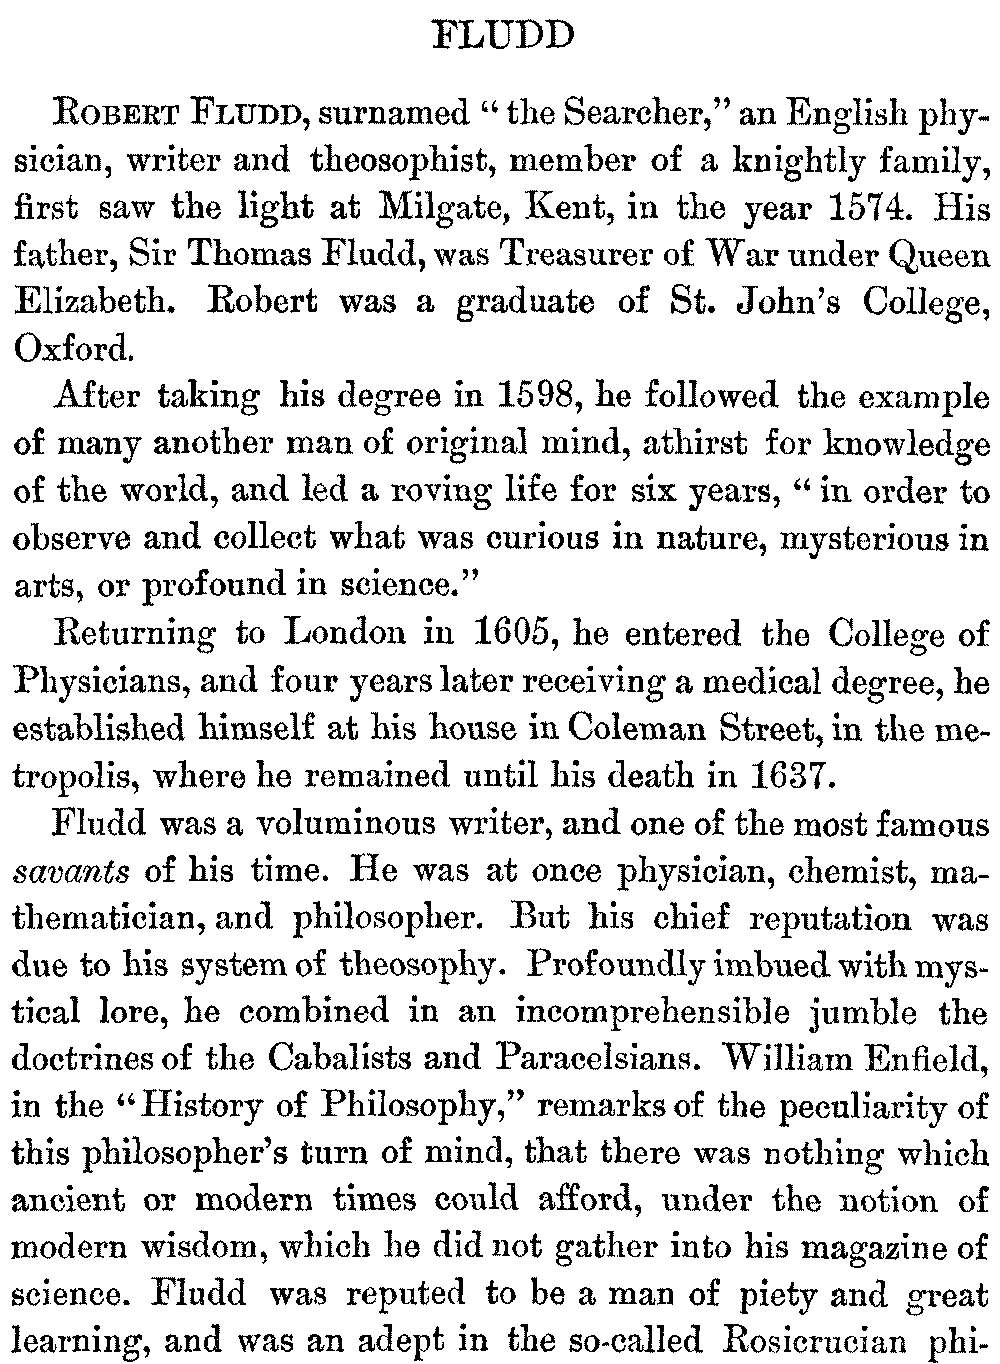 FLUDD
ROBERT FLUDD, surnamed “the Searcher,” an English phy-
sician, writer and theosophist, member of a knightly family,
first saw the light at Milgate, Kent, in the year 1574. His
father, Sir Thomas Fludd, was Treasurer of War under Queen
Elizabeth. Robert was a graduate of St. John’s College,
Oxford.
After taking his degree in 1598, he followed the example
of many another man of original mind, athirst for knowledge
of the world, and led a roving life for six years, “in order to
observe and collect what was curious in nature, mysterious in
arts, or profound in science.”
Returning to London in 1605, he entered the College of
Physicians, and four years later receiving a medical degree, he
established himself at his house in Coleman Street, in the me-
tropolis, where he remained until his death in 1637.
Fludd was a voluminous writer, and one of the most famous
savants of his time. He was at once physician, chemist, ma-
thematician, and philosopher. But his chief reputation was
due to his system of theosophy. Profoundly imbued with mys-
tical lore, he combined in an incomprehensible jumble the
doctrines of the Cabalists and Paracelsians. William Enfield,
in the “History of Philosophy,” remarks of the peculiarity of
this philosopher’s turn of mind, that there was nothing which
ancient or modern times could afford, under the notion of
modern wisdom, which he did not gather into his magazine of
science. Fludd was reputed to be a man of piety and great
learning, and was an adept in the so-called Rosicrucian phi-